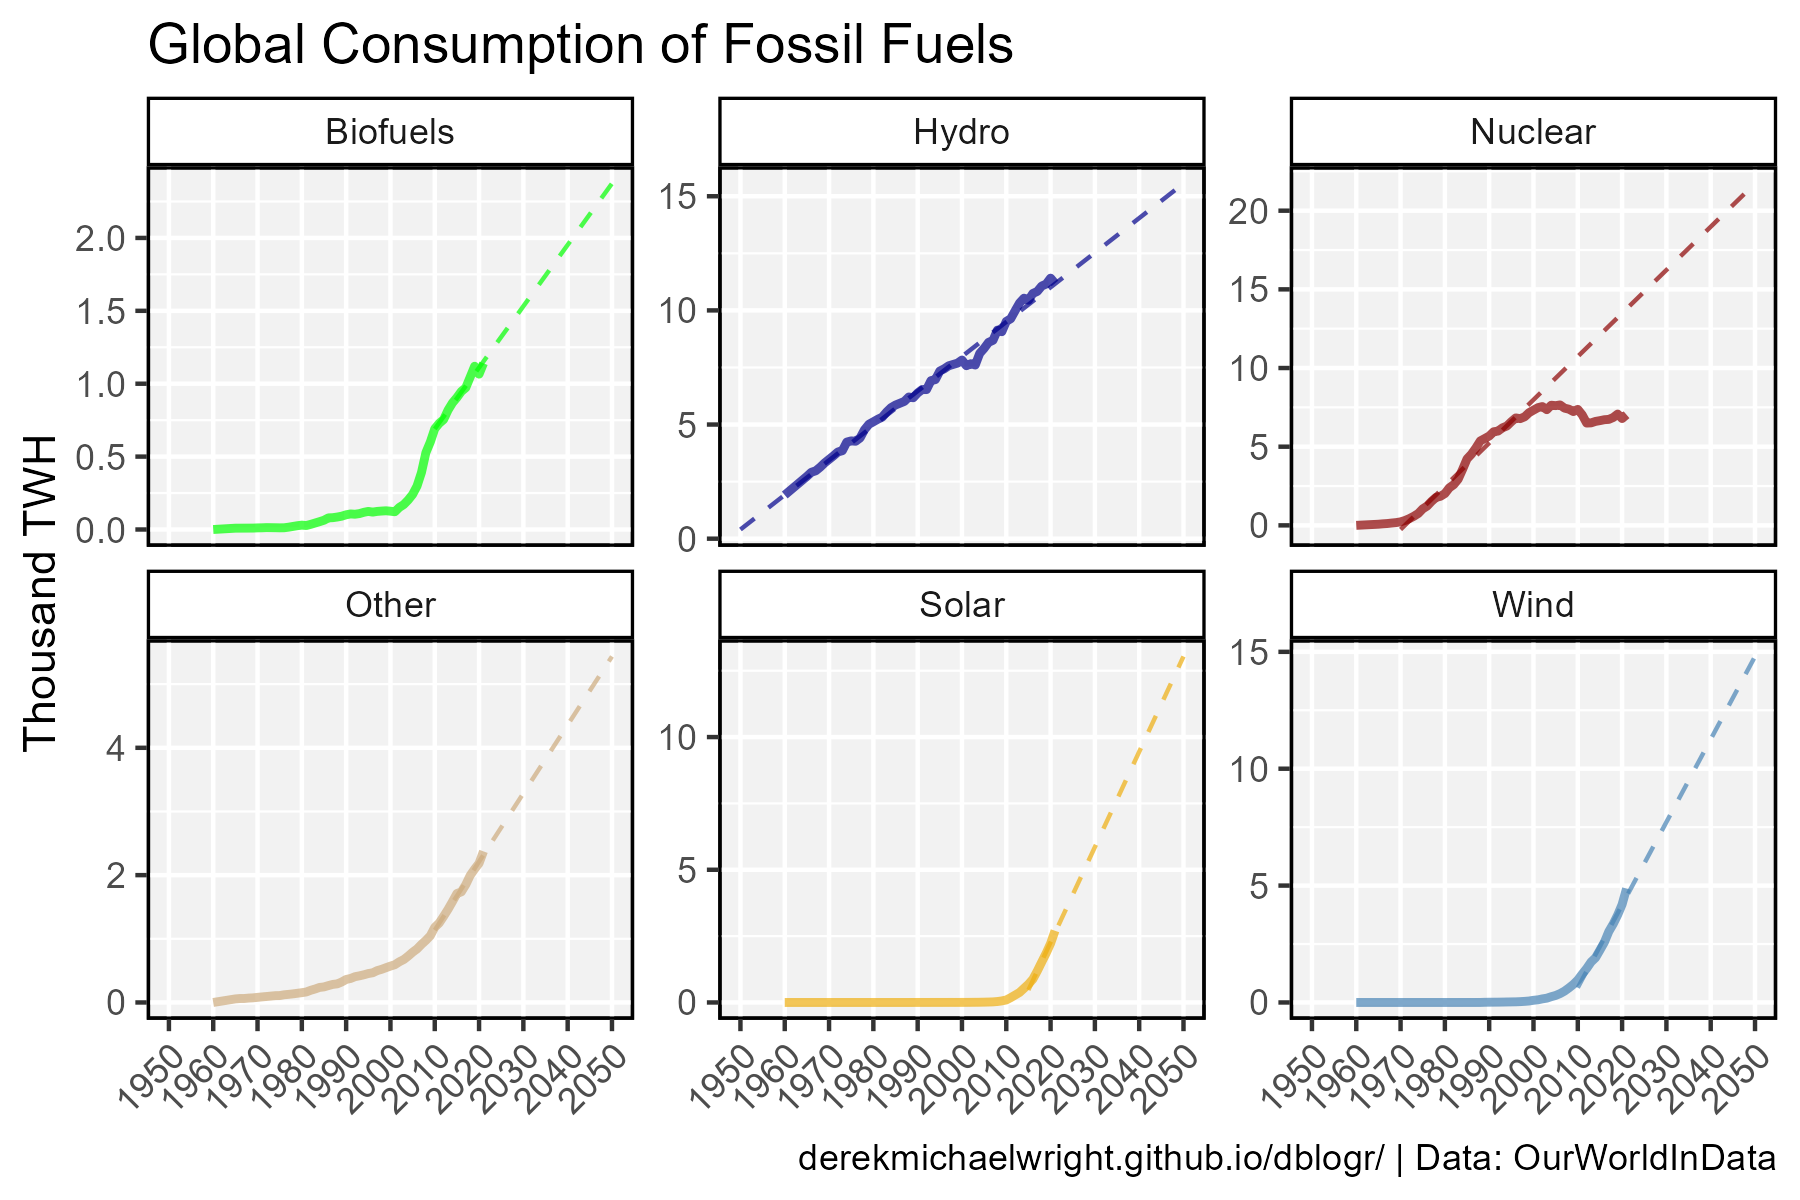 Global Consumption of Fossil Fuels
Biofuels
Hydro
Nuclear
2.0
1.5
1.0
0.5
0.0
15
10
5
0
20
15
10
5
0
Thousand TWH
Other
Solar
Wind
4
2
0
10
5
0
15
10
5
0
1950 1960 1970 1980 1990 2000 2010 2020 2030 2040 2050
1950 1960 1970 1980 1990 2000 2010 2020 2030 2040 2050
1950 1960 1970 1980 1990 2000 2010 2020 2030 2040 2050
derekmichaelwright.github.io/dblogr/ | Data: OurWorldInData